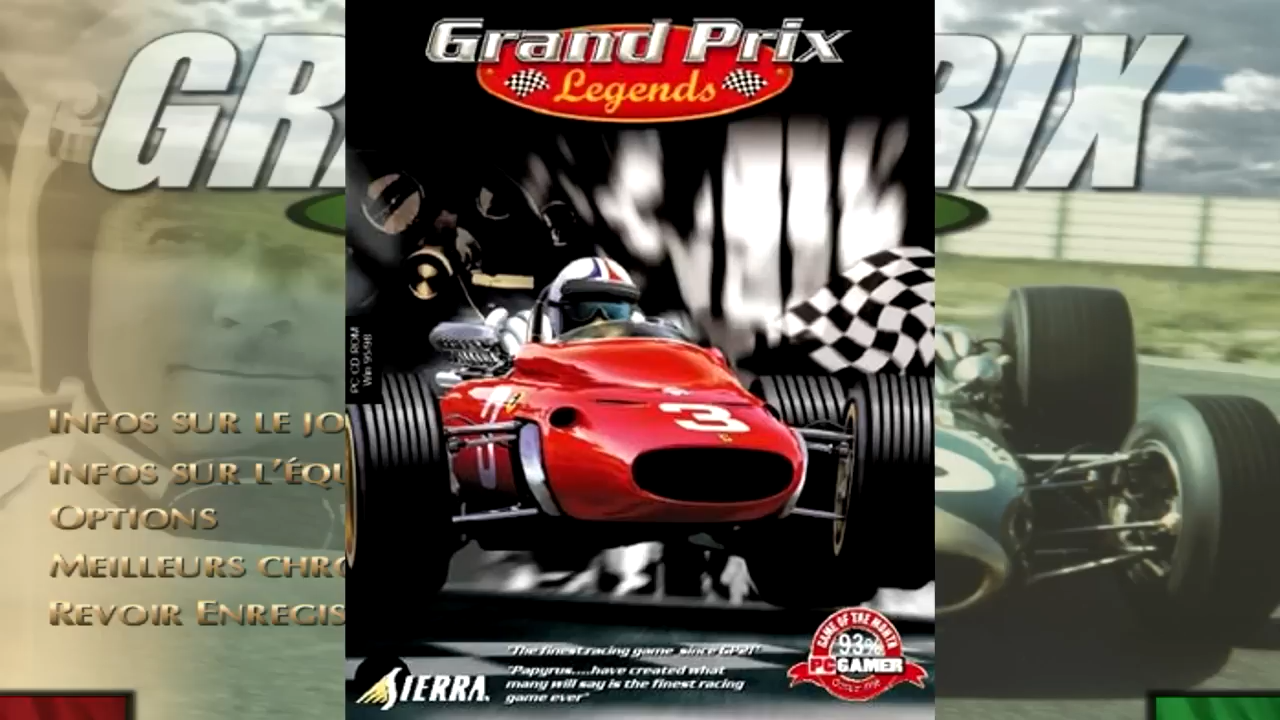 GR
RIX
Grand Prix
Legends
PC CD ROM
Win 95/98
3
INFOS SUR LE JO
INFOS SUR L'ÉQU
OPTIONS
MEILLEURS CHRO
REVOIR ENREGIS
"The finest racing game since GP2!"
"Papyrus....have created what
many will say is the finest racing
game ever"
SIERRA
GAME OF THE MONTH
93%
PC GAMER